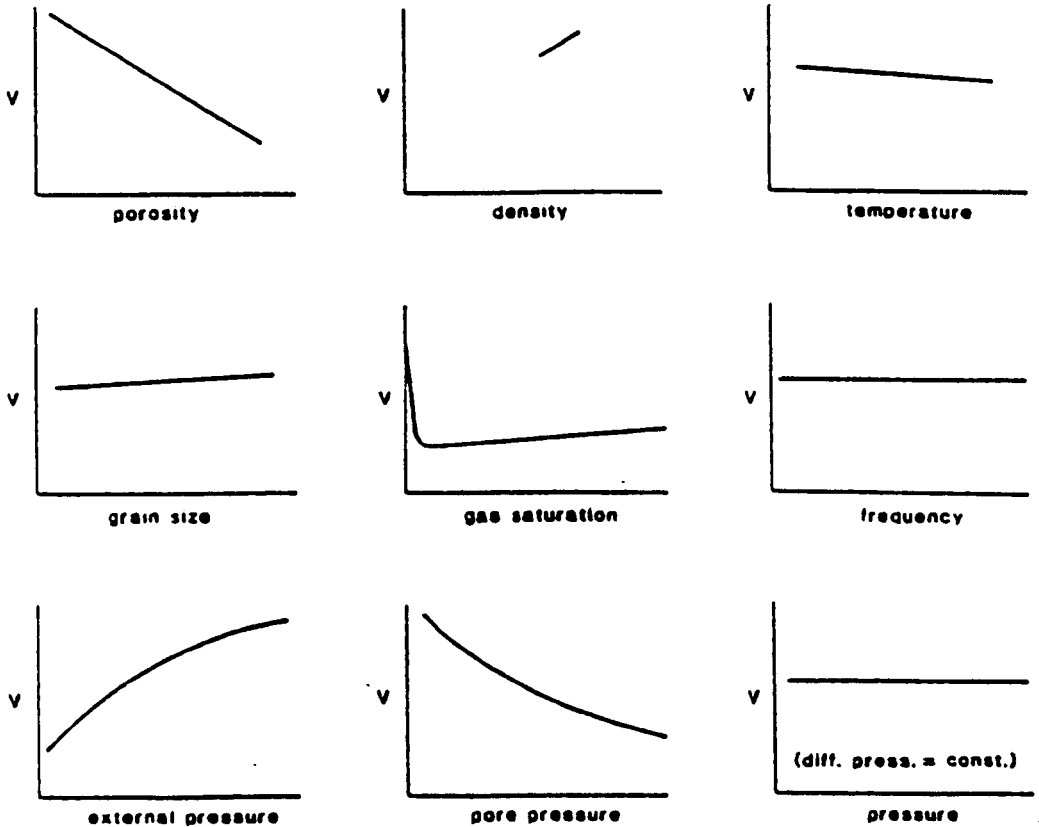 V
V
V
porosity
density
temperature
V
V
V
grain size
gas saturation
frequency
V
V
V
(diff. press. = const.)
external pressure
pore pressure
pressure